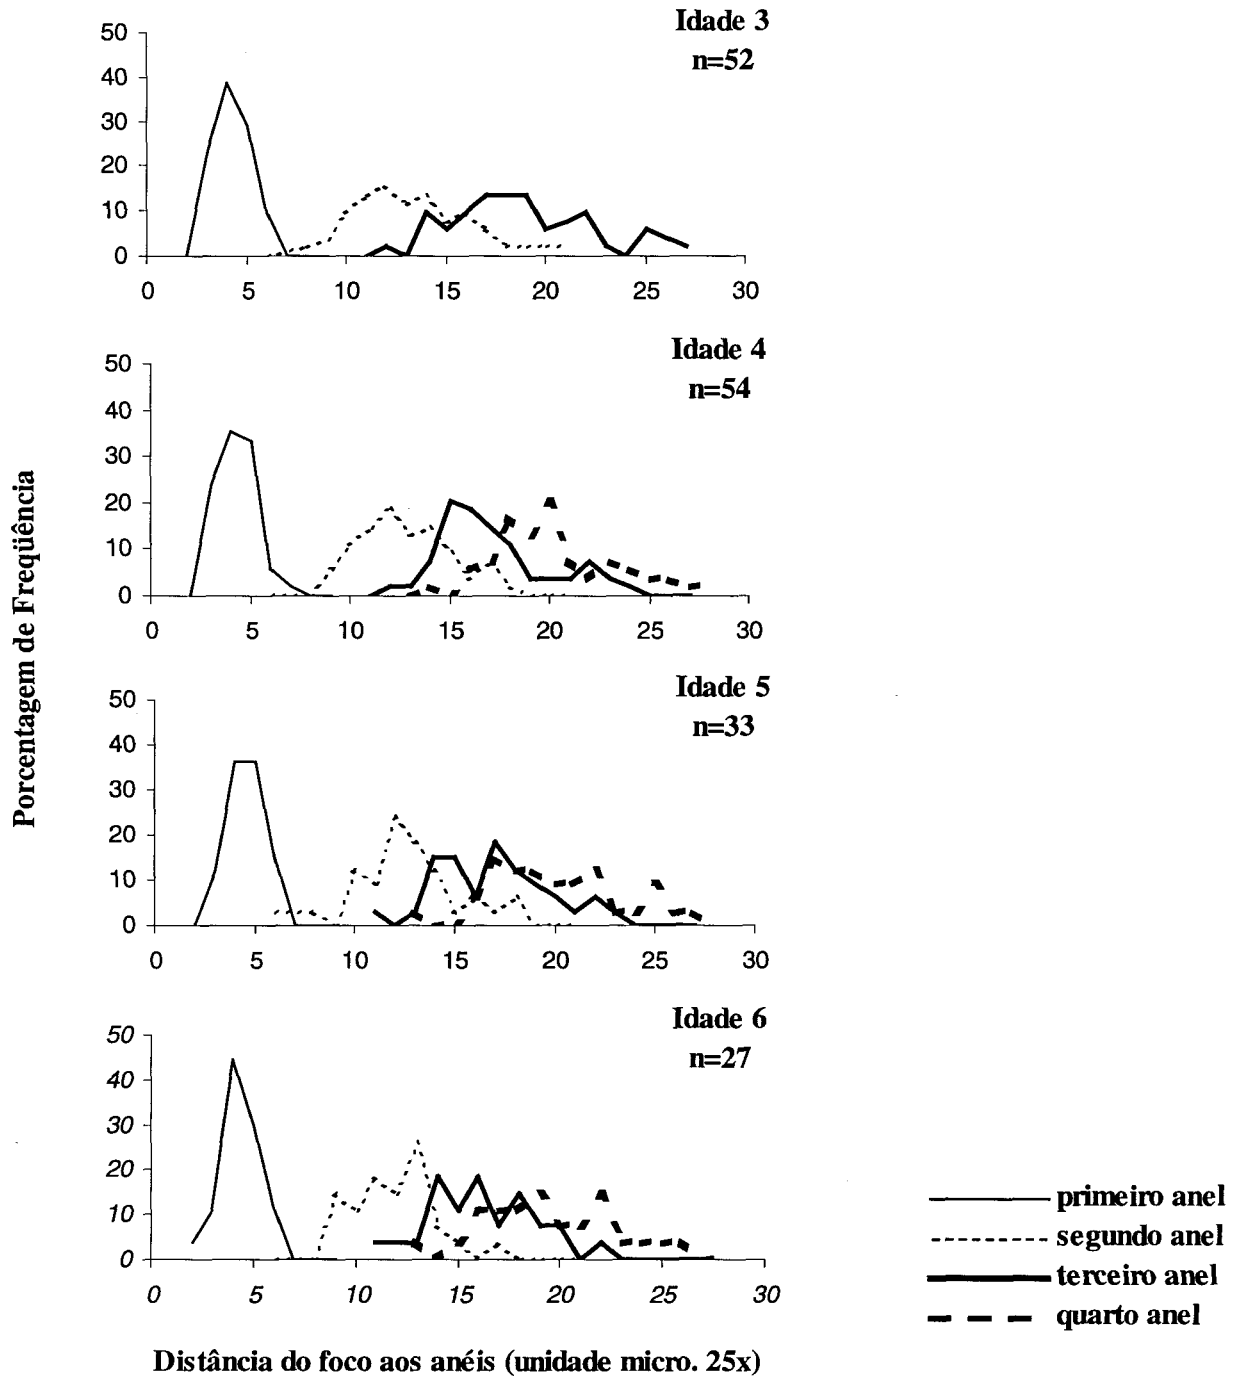 Idade 3
n=52
50
40
30
20
10
0
0 5 10 15 20 25 30
Idade 4
n=54
50
40
30
20
10
0
0 5 10 15 20 25 30
Porcentagem de Freqüência
Idade 5
n=33
50
40
30
20
10
0
0 5 10 15 20 25 30
Idade 6
n=27
50
40
30
20
10
0
0 5 10 15 20 25 30
primeiro anel
segundo anel
terceiro anel
quarto anel
Distância do foco aos anéis (unidade micro. 25x)